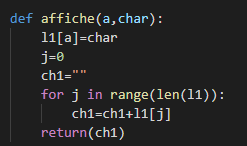 def affiche(a,char):
    l1[a]=char
    j=0
    ch1=""
    for j in range(len(l1)):
        ch1=ch1+l1[j]
    return(ch1)